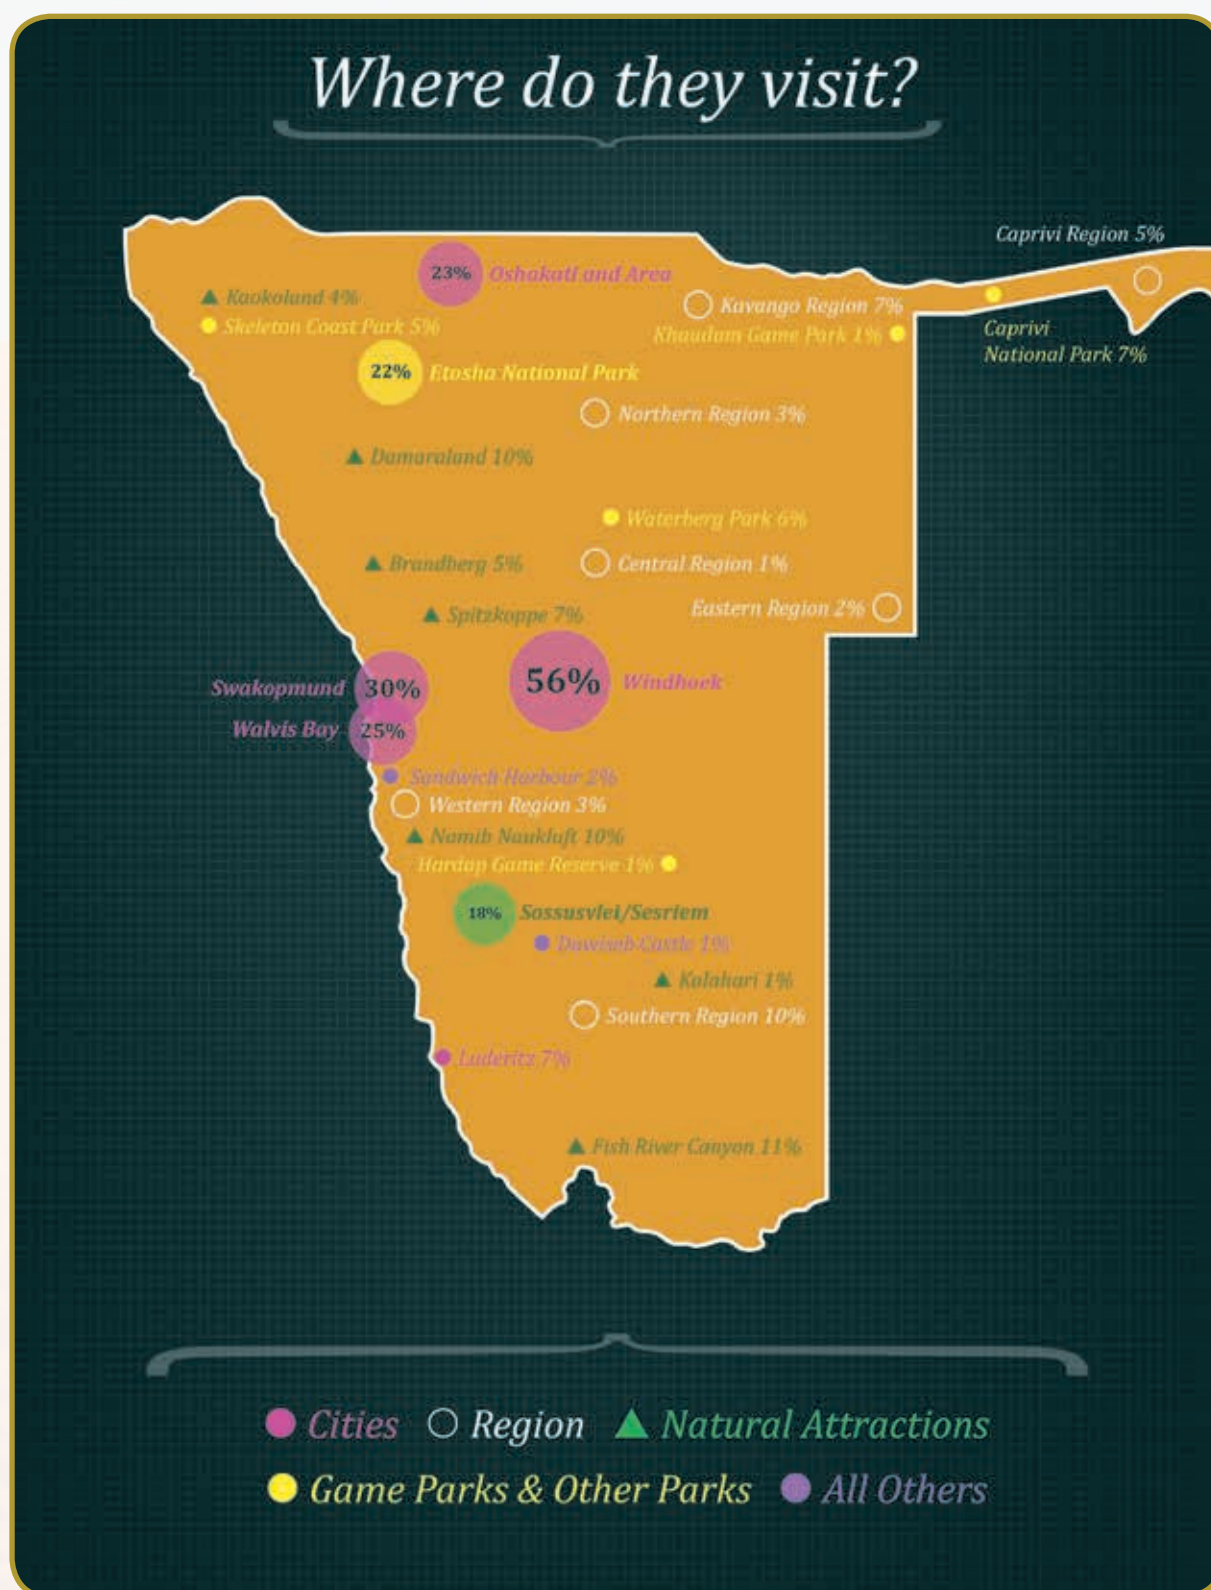 Where do they visit?
Caprivi Region 5%
23% Oshakati and Area
Kaokoland 4%
Kavango Region 7%
Skeleton Coast Park 5%
Khaudum Game Park 1%
Caprivi
National Park 7%
22% Etosha National Park
Northern Region 3%
Damaraland 10%
Waterberg Park 6%
Brandberg 5%
Central Region 1%
Eastern Region 2%
Spitzkoppe 7%
Swakopmund 30%
56% Windhoek
Walvis Bay 25%
Sandwich Harbour 2%
Western Region 3%
Namib Naukluft 10%
Hardap Game Reserve 1%
18% Sossusvlei/Sesriem
Duwiseb Castle 1%
Kalahari 1%
Southern Region 10%
Luderitz 7%
Fish River Canyon 11%
Cities Region Natural Attractions
Game Parks & Other Parks All Others